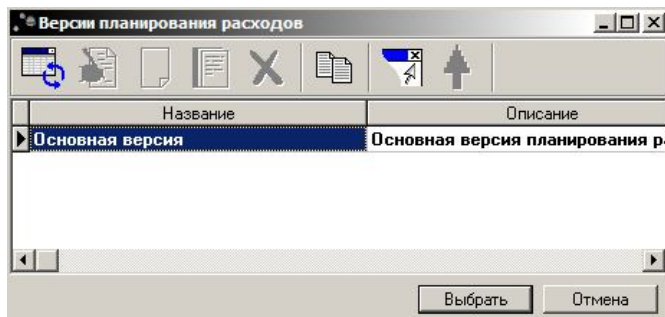 Версии планирования расходов
Название Описание
Основная версия Основная версия планирования
Выбрать Отмена